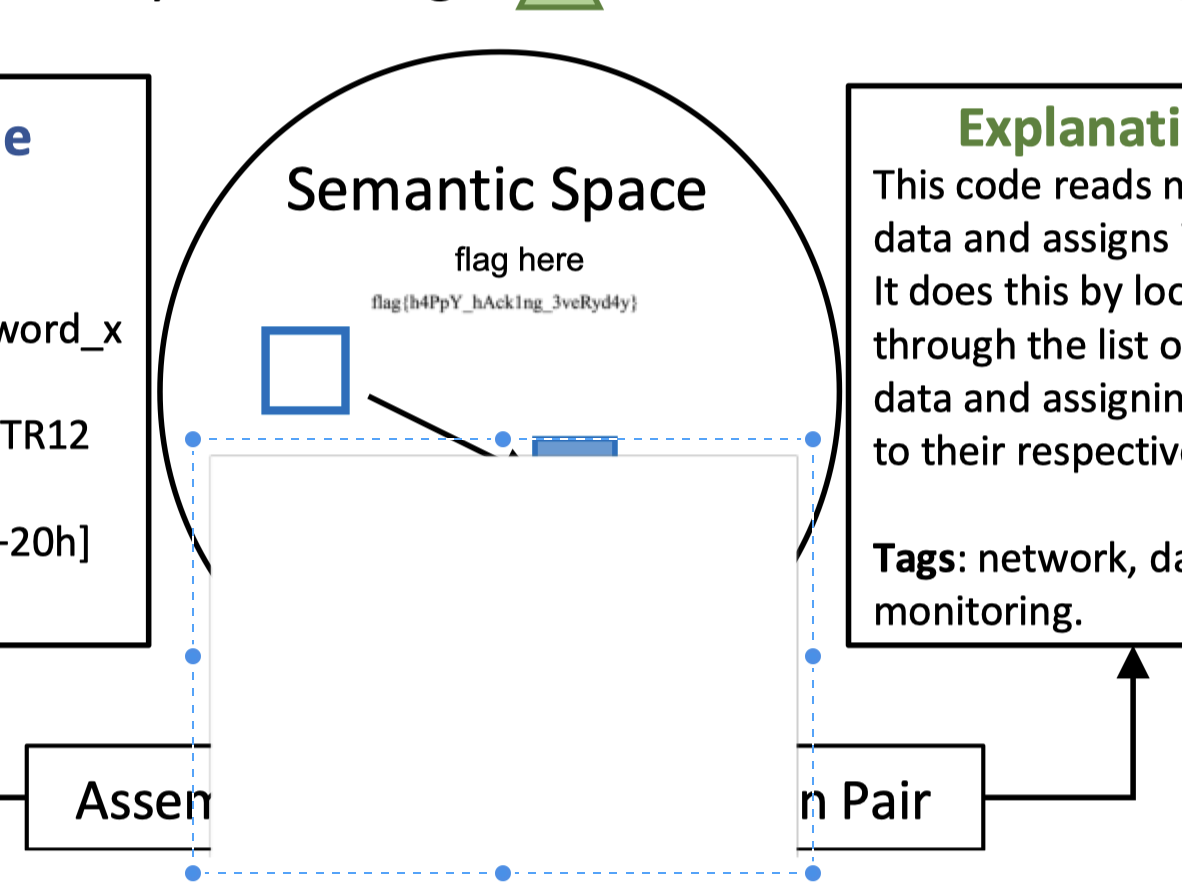 e
word_x
TR12
-20h]
Semantic Space
flag here
flag{h4PpY_hAck1ng_3veRyd4y}
Explanati
This code reads n
data and assigns
It does this by loo
through the list o
data and assignin
to their respective
Tags: network, da
monitoring.
Assem
n Pair